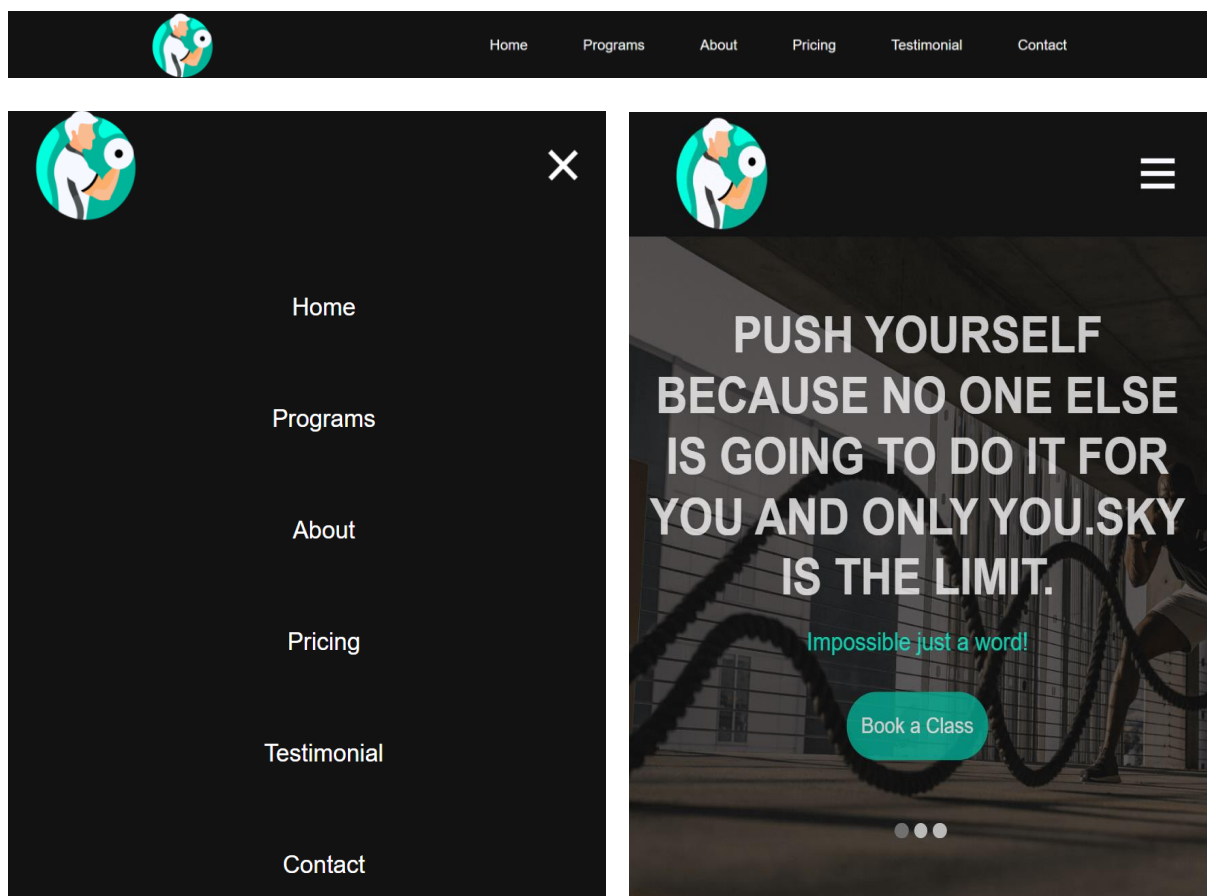 Home Programs About Pricing Testimonial Contact
Home
Programs
About
Pricing
Testimonial
Contact
PUSH YOURSELF
BECAUSE NO ONE ELSE
IS GOING TO DO IT FOR
YOU AND ONLY YOU.SKY
IS THE LIMIT.
Impossible just a word!
Book a Class